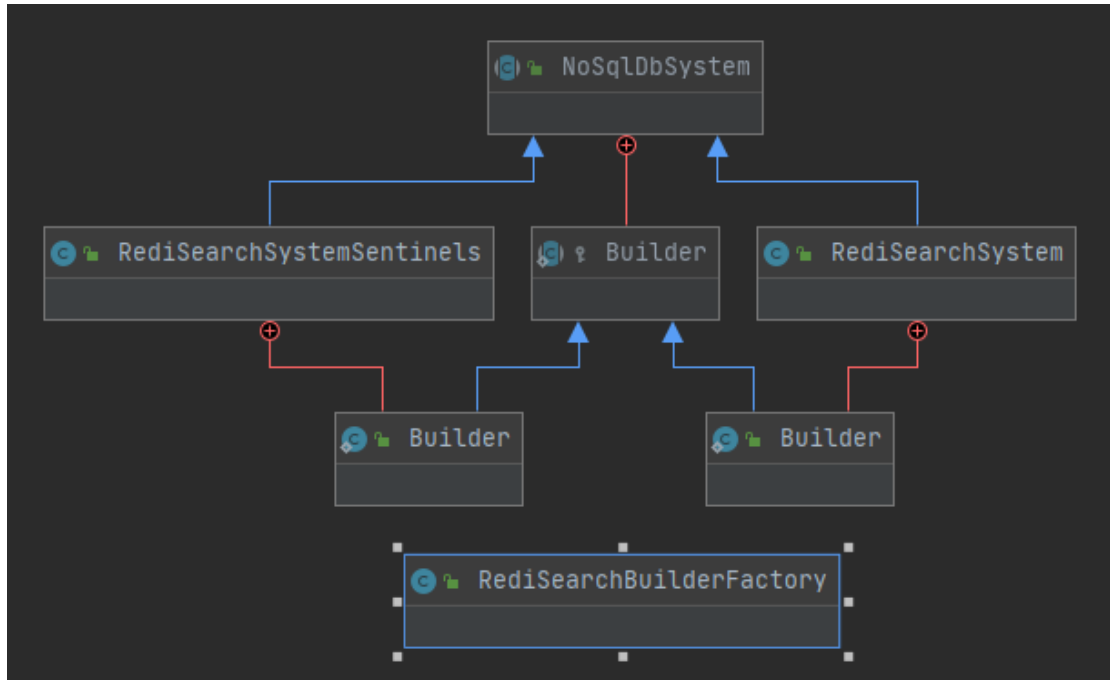 NoSqlDbSystem
RediSearchSystemSentinels
Builder
RediSearchSystem
Builder
Builder
RediSearchBuilderFactory